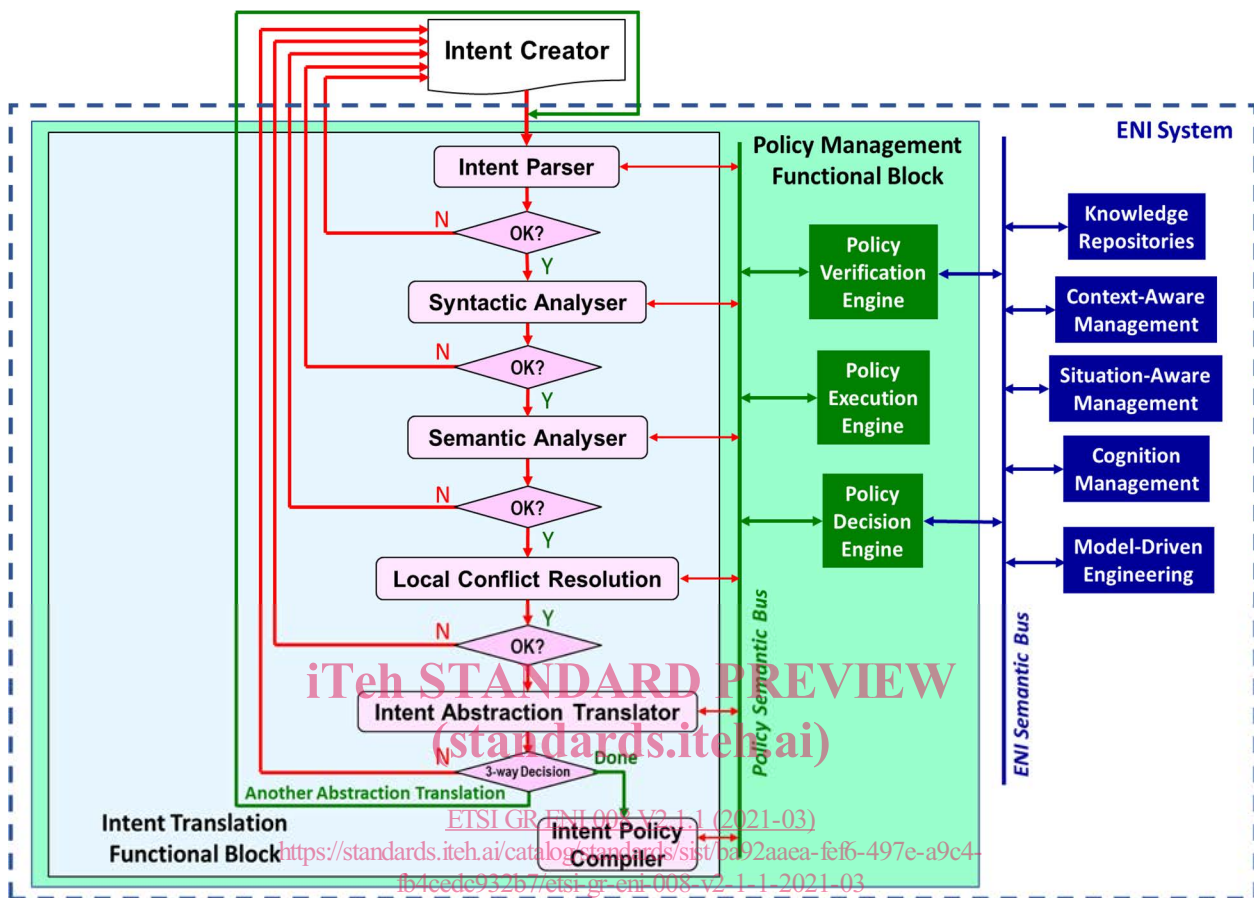 Intent Creator
ENI System
Policy Management
Functional Block
Intent Parser
N
OK?
Y
Knowledge
Repositories
Policy
Verification
Engine
Syntactic Analyser
Context-Aware
Management
N
OK?
Y
Policy
Execution
Engine
Situation-Aware
Management
Semantic Analyser
Cognition
Management
N
OK?
Y
Policy
Decision
Engine
Model-Driven
Engineering
Local Conflict Resolution
Y
N
OK?
Policy Semantic Bus
ENI Semantic Bus
iTeh STANDARD PREVIEW
Intent Abstraction Translator
(standards.iteh.ai)
N
3-way Decision
Done
Another Abstraction Translation
ETSI GR ENI 008 V2.1.1 (2021-03)
Intent Translation
Functional Block
Intent Policy
Compiler
https://standards.iteh.ai/catalog/standards/sist/ba92aaea-fef6-497e-a9c4-
fb4cedc932b7/etsi-gr-eni-008-v2-1-1-2021-03